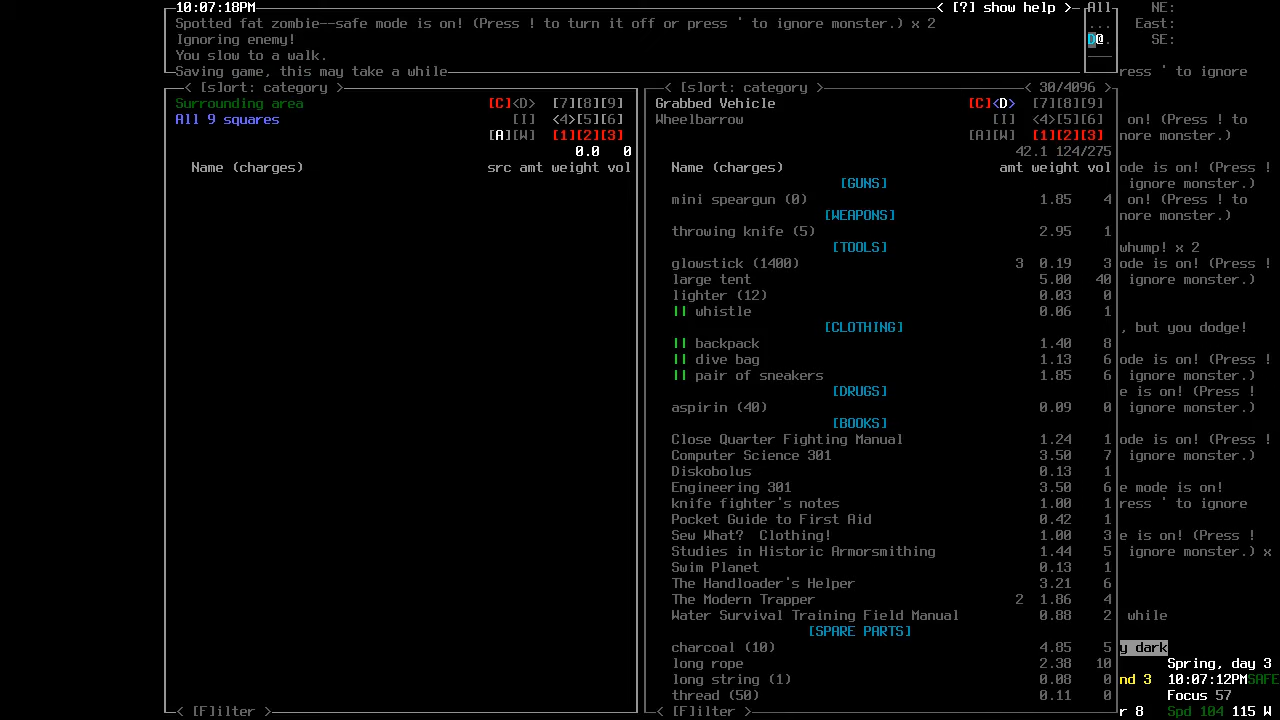 10:07:18PM < [?] show help > All NE:
Spotted fat zombie--safe mode is on! (Press ! to turn it off or press ' to ignore monster.) x 2 ... East:
Ignoring enemy! D@. SE:
You slow to a walk.
Saving game, this may take a while ress ' to ignore
< [s]ort: category > < [s]ort: category > < 30/4096 >
Surrounding area [C]<D> [7][8][9] Grabbed Vehicle [C]<D> [7][8][9]
All 9 squares [I] <4>[5][6] Wheelbarrow [I] <4>[5][6] on! (Press ! to
[A][W] [1][2][3] [A][W] [1][2][3] nore monster.)
0.0 0 42.1 124/275
Name (charges) src amt weight vol Name (charges) amt weight vol ode is on! (Press !
[GUNS] ignore monster.)
mini speargun (0) 1.85 4 on! (Press ! to
[WEAPONS] nore monster.)
throwing knife (5) 2.95 1
[TOOLS] whump! x 2
glowstick (1400) 3 0.19 3 ode is on! (Press !
large tent 5.00 40 ignore monster.)
lighter (12) 0.03 0
|| whistle 0.06 1
[CLOTHING] , but you dodge!
|| backpack 1.40 8
|| dive bag 1.13 6 ode is on! (Press !
|| pair of sneakers 1.85 6 ignore monster.)
[DRUGS] e is on! (Press !
aspirin (40) 0.09 0 ignore monster.)
[BOOKS]
Close Quarter Fighting Manual 1.24 1 ode is on! (Press !
Computer Science 301 3.50 7 ignore monster.)
Diskobolus 0.13 1
Engineering 301 3.50 6 e mode is on!
knife fighter's notes 1.00 1 ress ' to ignore
Pocket Guide to First Aid 0.42 1
Sew What? Clothing! 1.00 3 e is on! (Press !
Studies in Historic Armorsmithing 1.44 5 ignore monster.) x
Swim Planet 0.13 1
The Handloader's Helper 3.21 6
The Modern Trapper 2 1.86 4
Water Survival Training Field Manual 0.88 2 while
[SPARE PARTS]
charcoal (10) 4.85 5 y dark
long rope 2.38 10 Spring, day 3
long string (1) 0.08 0 nd 3 10:07:12PM SAFE
thread (50) 0.11 0 Focus 57
< [F]ilter > < [F]ilter > r 8 Spd 104 115 W